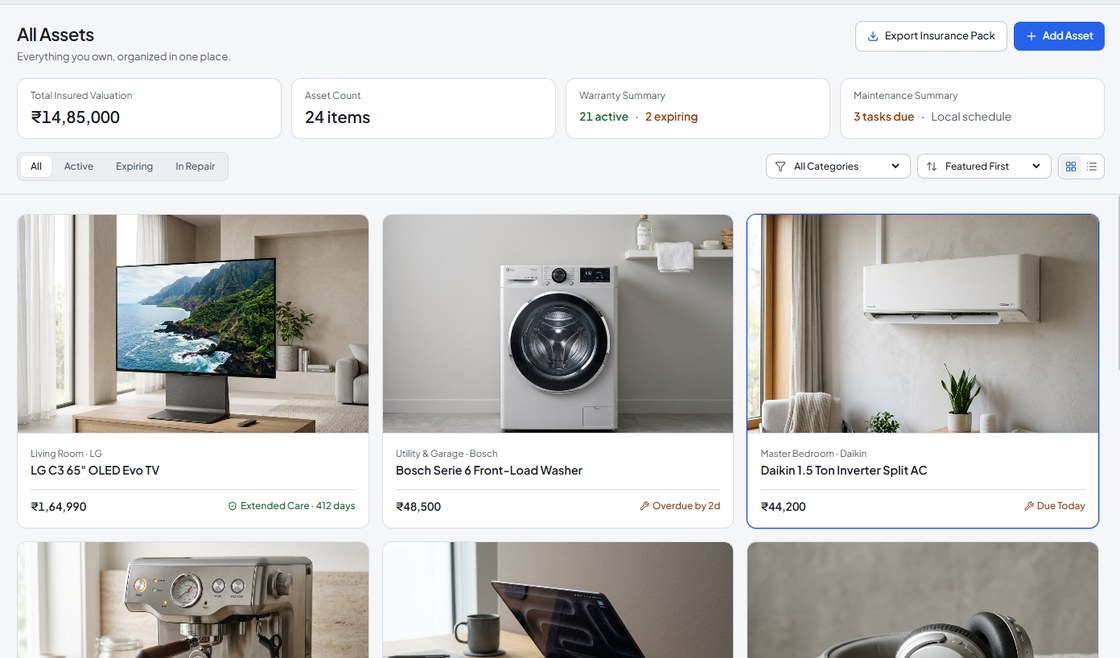 All Assets
Everything you own, organized in one place.
Export Insurance Pack
Add Asset
Total Insured Valuation
₹14,85,000
Asset Count
24 items
Warranty Summary
21 active · 2 expiring
Maintenance Summary
3 tasks due · Local schedule
All
Active
Expiring
In Repair
All Categories
Featured First
Living Room · LG
LG C3 65" OLED Evo TV
₹1,64,990
Extended Care · 412 days
Utility & Garage · Bosch
Bosch Serie 6 Front-Load Washer
₹48,500
Overdue by 2d
Master Bedroom · Daikin
Daikin 1.5 Ton Inverter Split AC
₹44,200
Due Today